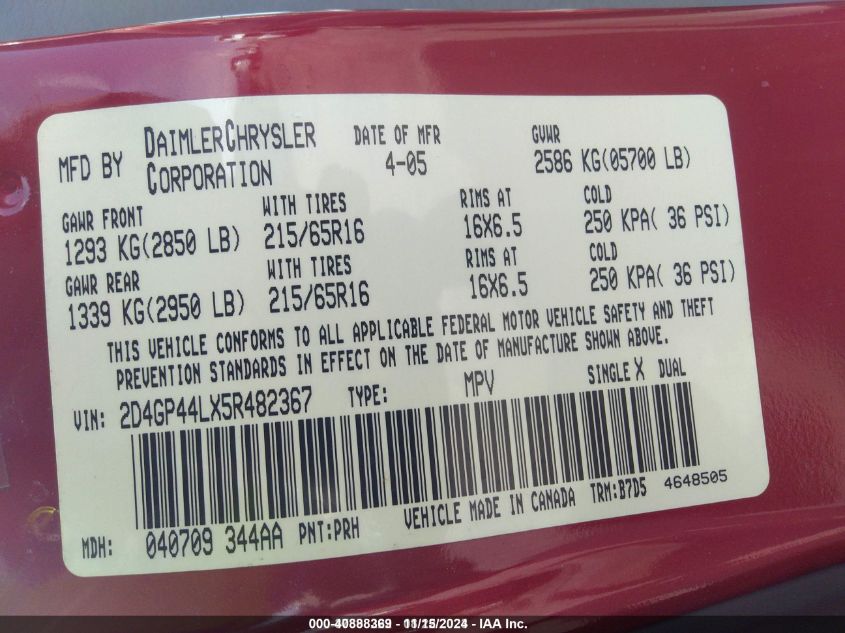 MFD BY DAIMLERCHRYSLER CORPORATION
DATE OF MFR 4-05
GVWR 2586 KG(05700 LB)
GAWR FRONT WITH TIRES RIMS AT COLD
1293 KG(2850 LB) 215/65R16 16X6.5 250 KPA( 36 PSI)
GAWR REAR WITH TIRES RIMS AT COLD
1339 KG(2950 LB) 215/65R16 16X6.5 250 KPA( 36 PSI)
THIS VEHICLE CONFORMS TO ALL APPLICABLE FEDERAL MOTOR VEHICLE SAFETY AND THEFT
PREVENTION STANDARDS IN EFFECT ON THE DATE OF MANUFACTURE SHOWN ABOVE.
VIN: 2D4GP44LX5R482367 TYPE: MPV SINGLE X DUAL
MDH: 040709 344AA PNT:PRH VEHICLE MADE IN CANADA TRM:B7D5 4648505
- IAA Inc.